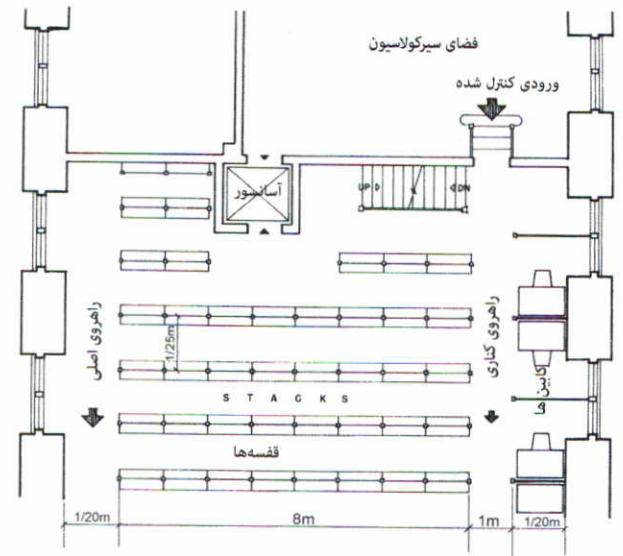 فضای سیرکولاسیون
ورودی کنترل شده
آسانسور
UP
DN
راهروی اصلی
1/25m
راهروی کناری
کابین ها
S T A C K S
قفسه‌ها
1/20m
8m
1m
1/20m